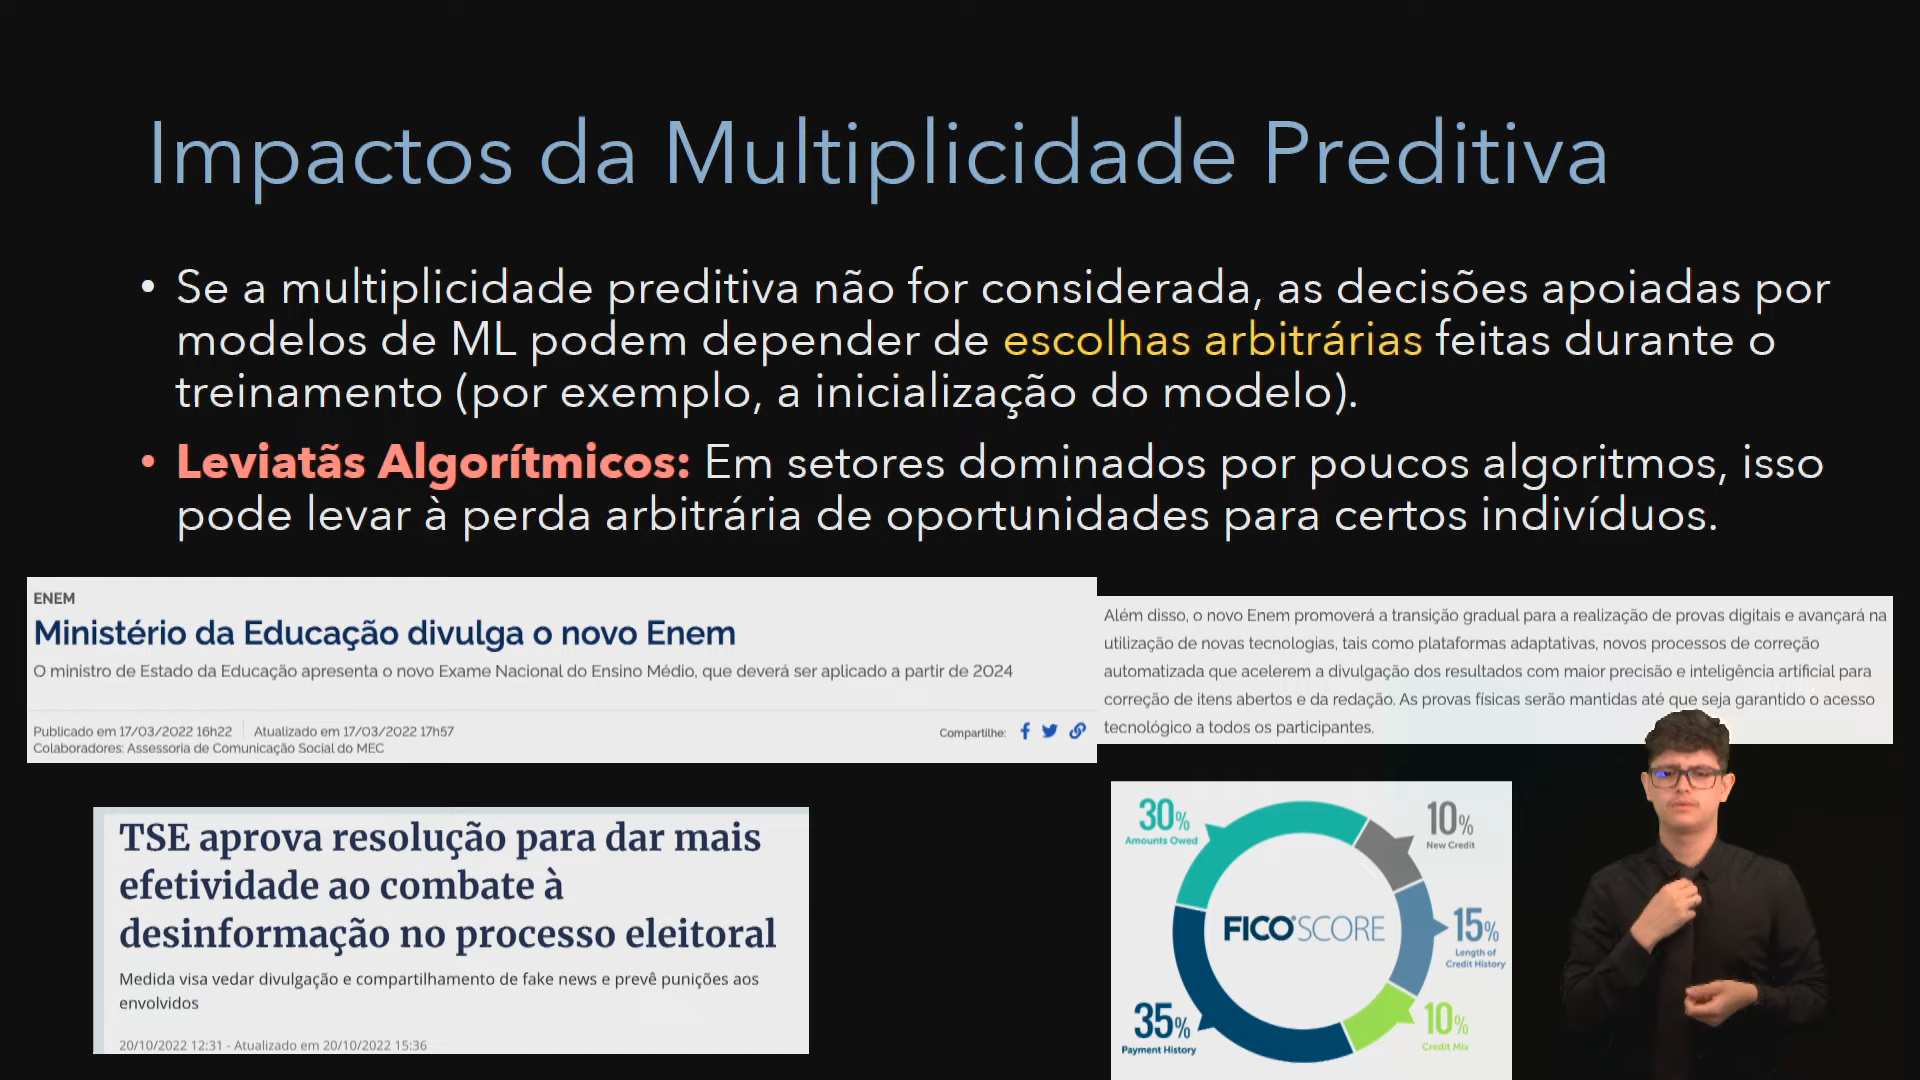 Impactos da Multiplicidade Preditiva
• Se a multiplicidade preditiva não for considerada, as decisões apoiadas por
modelos de ML podem depender de escolhas arbitrárias feitas durante o
treinamento (por exemplo, a inicialização do modelo).
• Leviatãs Algorítmicos: Em setores dominados por poucos algoritmos, isso
pode levar à perda arbitrária de oportunidades para certos indivíduos.
ENEM
Ministério da Educação divulga o novo Enem
O ministro de Estado da Educação apresenta o novo Exame Nacional do Ensino Médio, que deverá ser aplicado a partir de 2024
Publicado em 17/03/2022 16h22 Atualizado em 17/03/2022 17h57
Colaboradores: Assessoria de Comunicação Social do MEC
Compartilhe:
Além disso, o novo Enem promoverá a transição gradual para a realização de provas digitais e avançará na
utilização de novas tecnologias, tais como plataformas adaptativas, novos processos de correção
automatizada que acelerem a divulgação dos resultados com maior precisão e inteligência artificial para
correção de itens abertos e da redação. As provas físicas serão mantidas até que seja garantido o acesso
tecnológico a todos os participantes.
TSE aprova resolução para dar mais
efetividade ao combate à
desinformação no processo eleitoral
Medida visa vedar divulgação e compartilhamento de fake news e prevê punições aos
envolvidos
20/10/2022 12:31 - Atualizado em 20/10/2022 15:36
30%
Amounts Owed
10%
New Credit
FICO® SCORE
15%
Length of
Credit History
35%
Payment History
10%
Credit Mix